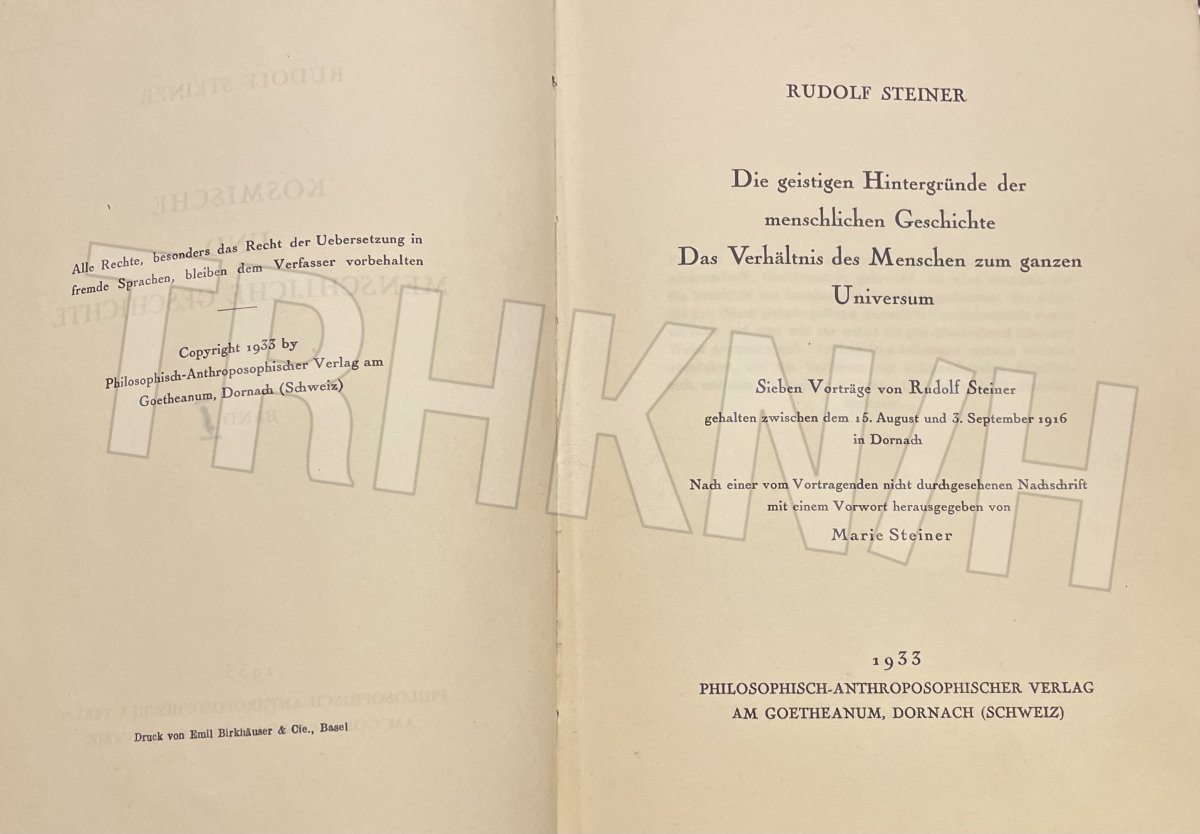 Alle Rechte, besonders das Recht der Uebersetzung in
fremde Sprachen, bleiben dem Verfasser vorbehalten
Copyright 1933 by
Philosophisch-Anthroposophischer Verlag am
Goetheanum, Dornach (Schweiz)
Druck von Emil Birkhäuser & Cie., Basel
RUDOLF STEINER
Die geistigen Hintergründe der
menschlichen Geschichte
Das Verhältnis des Menschen zum ganzen
Universum
Sieben Vorträge von Rudolf Steiner
gehalten zwischen dem 15. August und 3. September 1916
in Dornach
Nach einer vom Vortragenden nicht durchgesehenen Nachschrift
mit einem Vorwort herausgegeben von
Marie Steiner
1933
PHILOSOPHISCH-ANTHROPOSOPHISCHER VERLAG
AM GOETHEANUM, DORNACH (SCHWEIZ)
TRHKN/H